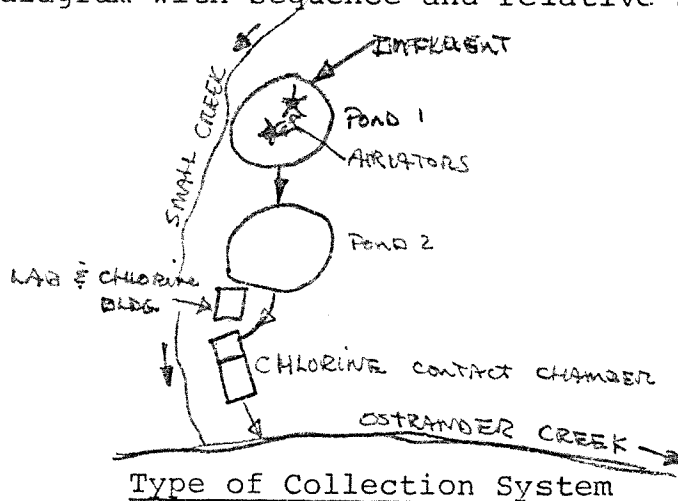 diagram with sequence and relative
INFLUENT
SMALL CREEK
POND 1
AIRIATORS
POND 2
LAB & CHLORINE
BLDG.
CHLORINE CONTACT CHAMBER
OSTRANDER CREEK
Type of Collection System